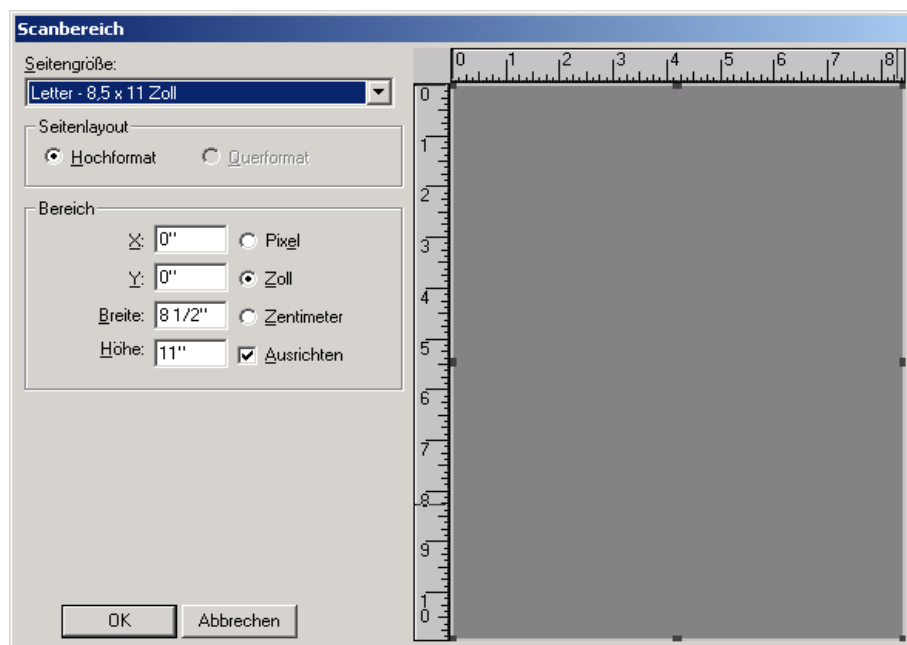 Scanbereich
Seitengröße:
Letter - 8,5 x 11 Zoll
Seitenlayout
Hochformat
Querformat
Bereich
X: 0" Pixel
Y: 0" Zoll
Breite: 8 1/2" Zentimeter
Höhe: 11" Ausrichten
OK Abbrechen
0 1 2 3 4 5 6 7 8
0
1
2
3
4
5
6
7
8
9
10